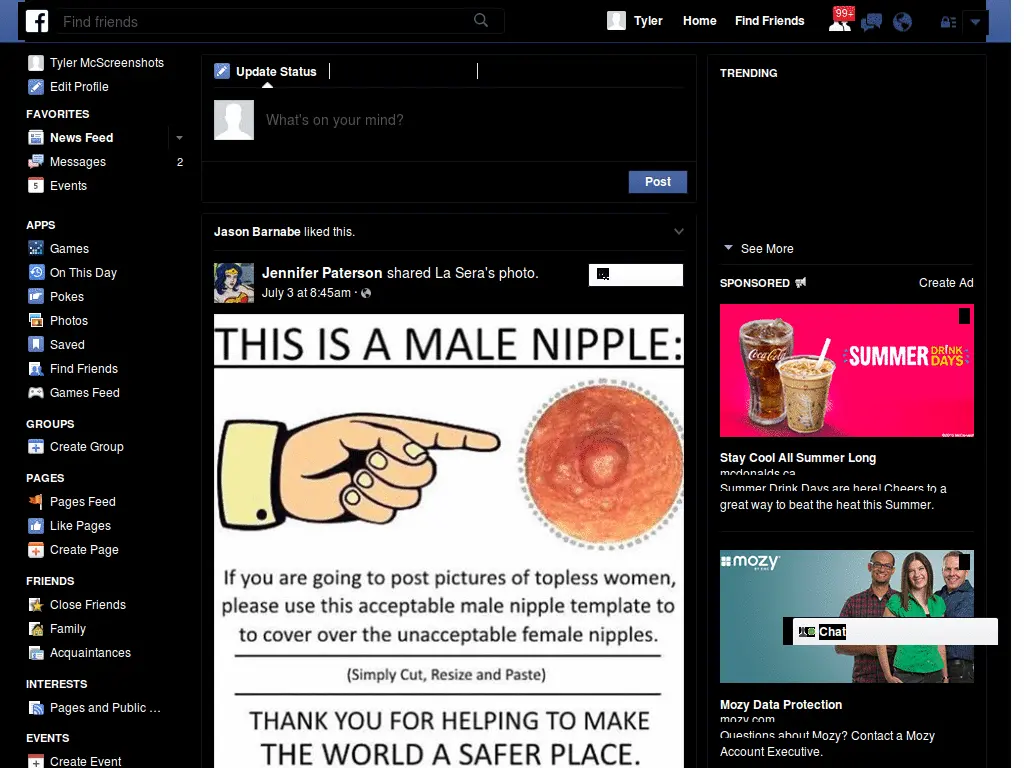 Find friends
Tyler
Home
Find Friends
99+
Tyler McScreenshots
Edit Profile
FAVORITES
News Feed
Messages
2
5
Events
APPS
Games
On This Day
Pokes
Photos
Saved
Find Friends
Games Feed
GROUPS
Create Group
PAGES
Pages Feed
Like Pages
Create Page
FRIENDS
Close Friends
Family
Acquaintances
INTERESTS
Pages and Public ...
EVENTS
Create Event
Update Status
What's on your mind?
Post
Jason Barnabe liked this.
Jennifer Paterson shared La Sera's photo.
July 3 at 8:45am ·
THIS IS A MALE NIPPLE:
If you are going to post pictures of topless women,
please use this acceptable male nipple template to
to cover over the unacceptable female nipples.
(Simply Cut, Resize and Paste)
THANK YOU FOR HELPING TO MAKE
THE WORLD A SAFER PLACE.
TRENDING
See More
SPONSORED
Create Ad
Coca-Cola
SUMMER DRINK DAYS
Stay Cool All Summer Long
mcdonalds.ca
Summer Drink Days are here! Cheers to a
great way to beat the heat this Summer.
mozy
Chat
Mozy Data Protection
mozy.com
Questions about Mozy? Contact a Mozy
Account Executive.